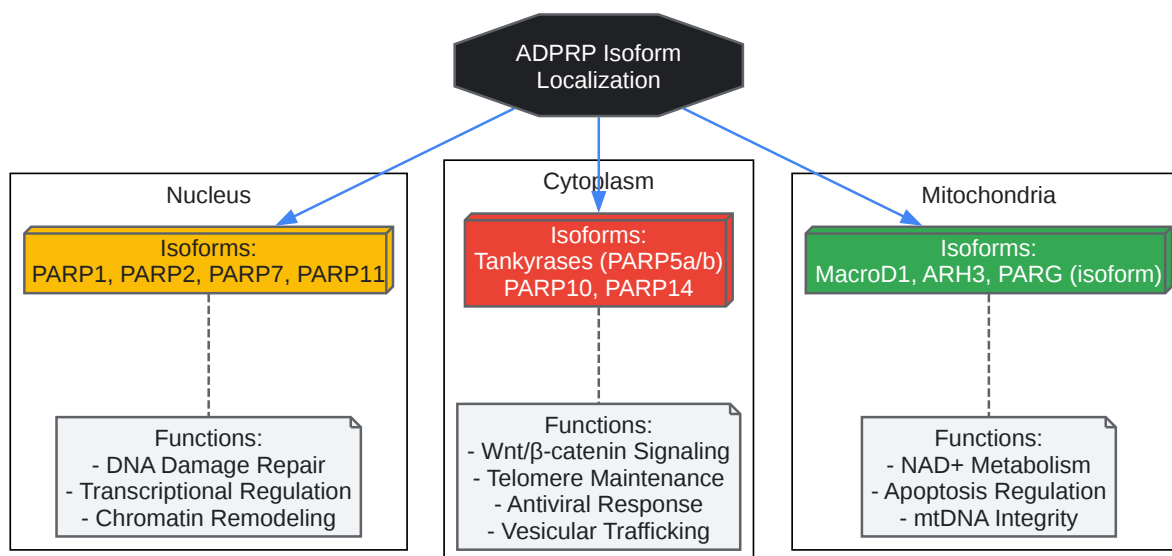 ADPRP Isoform
Localization
Nucleus
Isoforms:
PARP1, PARP2, PARP7, PARP11
Functions:
- DNA Damage Repair
- Transcriptional Regulation
- Chromatin Remodeling
Cytoplasm
Isoforms:
Tankyrases (PARP5a/b)
PARP10, PARP14
Functions:
- Wnt/β-catenin Signaling
- Telomere Maintenance
- Antiviral Response
- Vesicular Trafficking
Mitochondria
Isoforms:
MacroD1, ARH3, PARG (isoform)
Functions:
- NAD+ Metabolism
- Apoptosis Regulation
- mtDNA Integrity